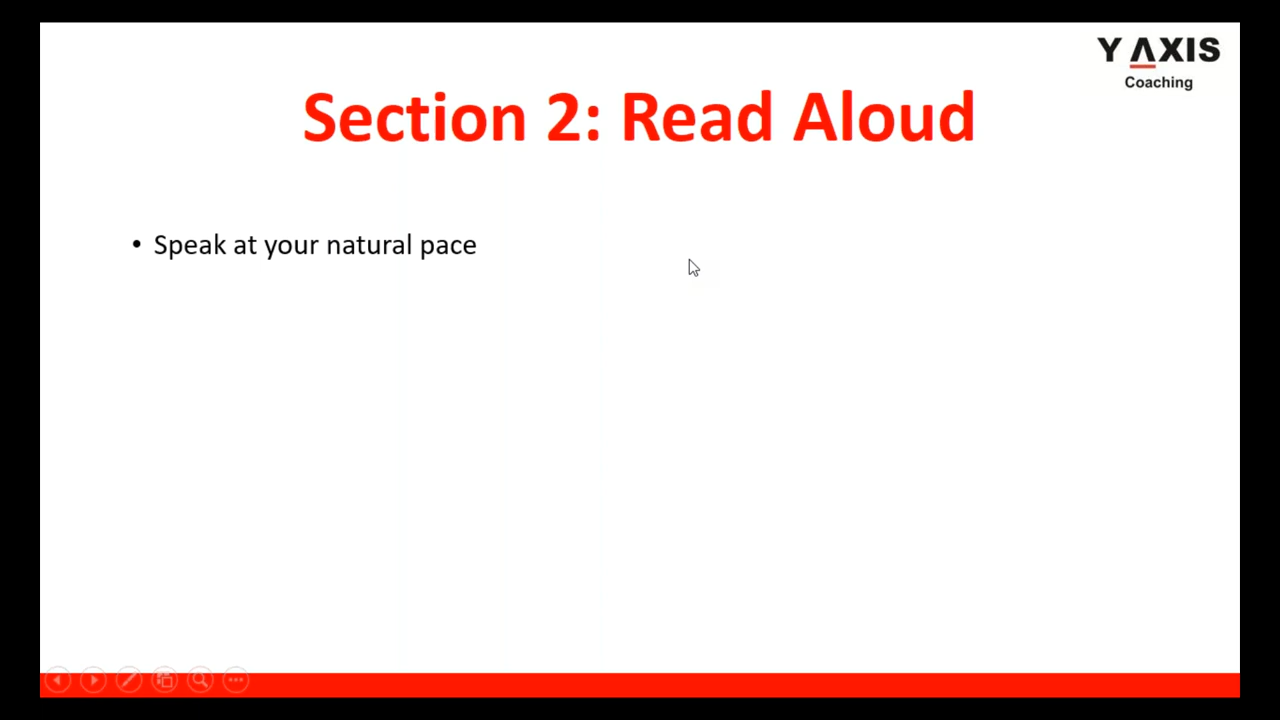 Y AXIS
Coaching
Section 2: Read Aloud
• Speak at your natural pace